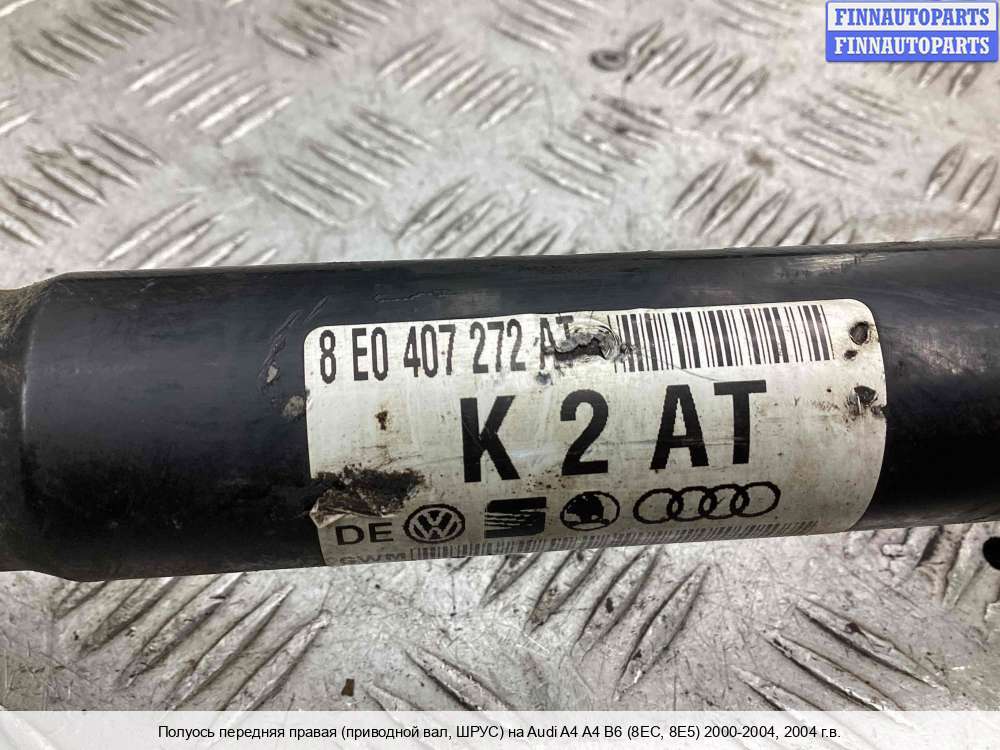 FINNAUTOPARTS
FINNAUTOPARTS
8 E0 407 272 AT
K 2 AT
DE
GWM
Полуось передняя правая (приводной вал, ШРУС) на Audi A4 A4 B6 (8EC, 8E5) 2000-2004, 2004 г.в.